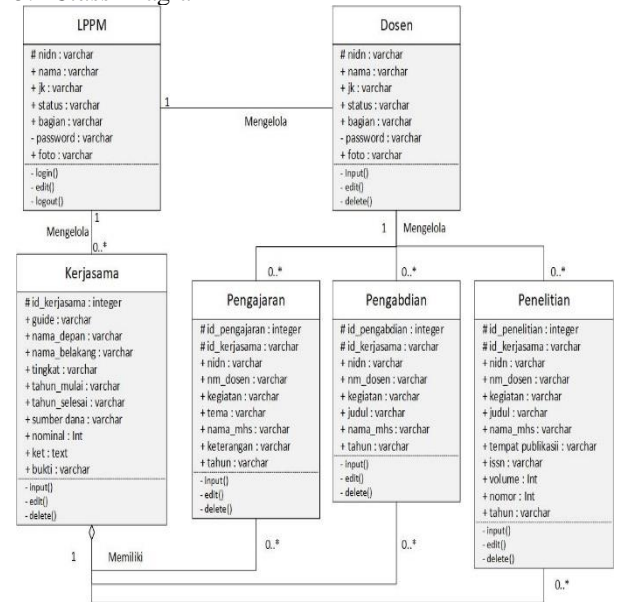 LPPM
# nidn : varchar
+ nama : varchar
+ jk : varchar
+ status : varchar
+ bagian : varchar
- password : varchar
+ foto : varchar
- login()
- edit()
- logout()
Dosen
# nidn : varchar
+ nama : varchar
+ jk : varchar
+ status : varchar
+ bagian : varchar
- password : varchar
+ foto : varchar
- Input()
- edit()
- delete()
1
Mengelola
1
Mengelola
0..*
1 Mengelola
0..*
0..*
0..*
Kerjasama
# id_kerjasama : integer
+ guide : varchar
+ nama_depan : varchar
+ nama_belakang : varchar
+ tingkat : varchar
+ tahun_mulai : varchar
+ tahun_selesai : varchar
+ sumber dana : varchar
+ nominal : Int
+ ket : text
+ bukti : varchar
- input()
- edit()
- delete()
Pengajaran
# id_pengajaran : integer
# id_kerjasama : varchar
+ nidn : varchar
+ nm_dosen : varchar
+ kegiatan : varchar
+ tema : varchar
+ nama_mhs : varchar
+ keterangan : varchar
+ tahun : varchar
- Input()
- edit()
- delete()
Pengabdian
# id_pengabdian : integer
# id_kerjasama : varchar
+ nidn : varchar
+ nm_dosen : varchar
+ kegiatan : varchar
+ judul : varchar
+ nama_mhs : varchar
+ tahun : varchar
- input()
- edit()
- delete()
Penelitian
# id_penelitian : integer
# id_kerjasama : varchar
+ nidn : varchar
+ nm_dosen : varchar
+ kegiatan : varchar
+ judul : varchar
+ nama_mhs : varchar
+ tempat publikasii : varchar
+ issn : varchar
+ volume : Int
+ nomor : Int
+ tahun : varchar
- input()
- edit()
- delete()
1 Memiliki
0..*
0..*
0..*